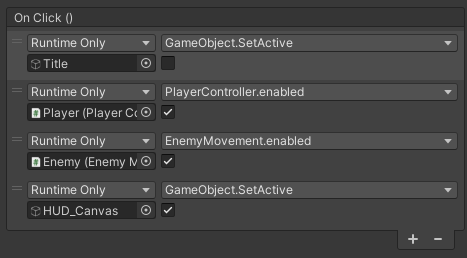 On Click ()
Runtime Only GameObject.SetActive
Title
Runtime Only PlayerController.enabled
Player (Player Co
Runtime Only EnemyMovement.enabled
Enemy (Enemy M
Runtime Only GameObject.SetActive
HUD_Canvas